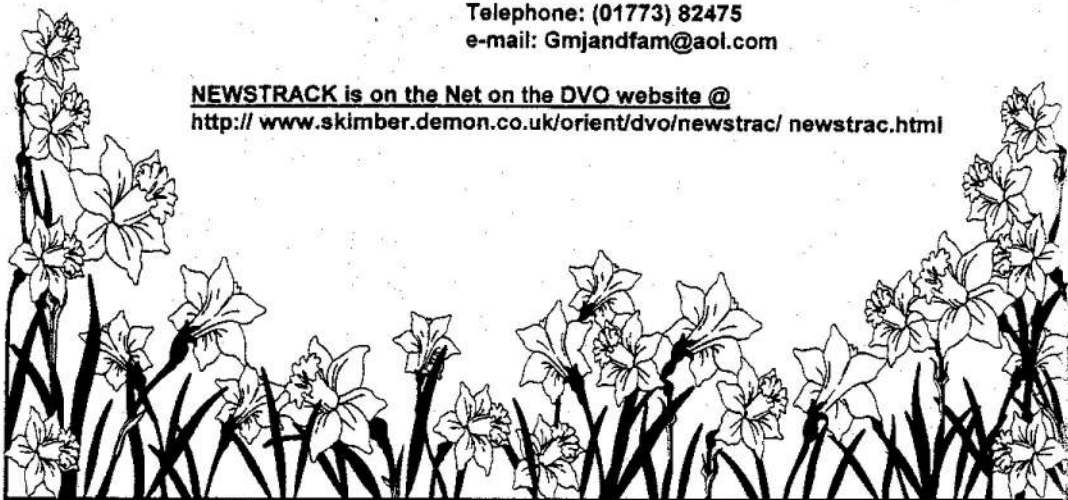 Telephone: (01773) 82475
e-mail: Gmjandfam@aol.com
NEWSTRACK is on the Net on the DVO website @
http:// www.skimber.demon.co.uk/orient/dvo/newstrac/ newstrac.html